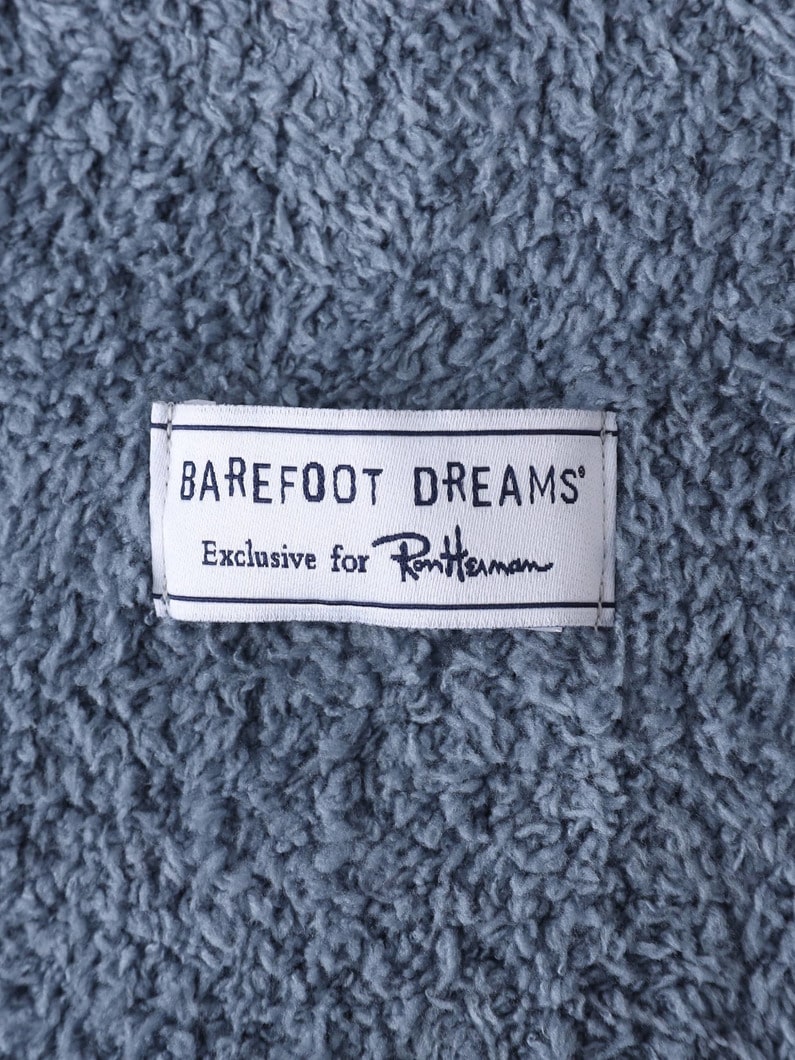 BAREFOOT DREAMS®
Exclusive for Ron Herman